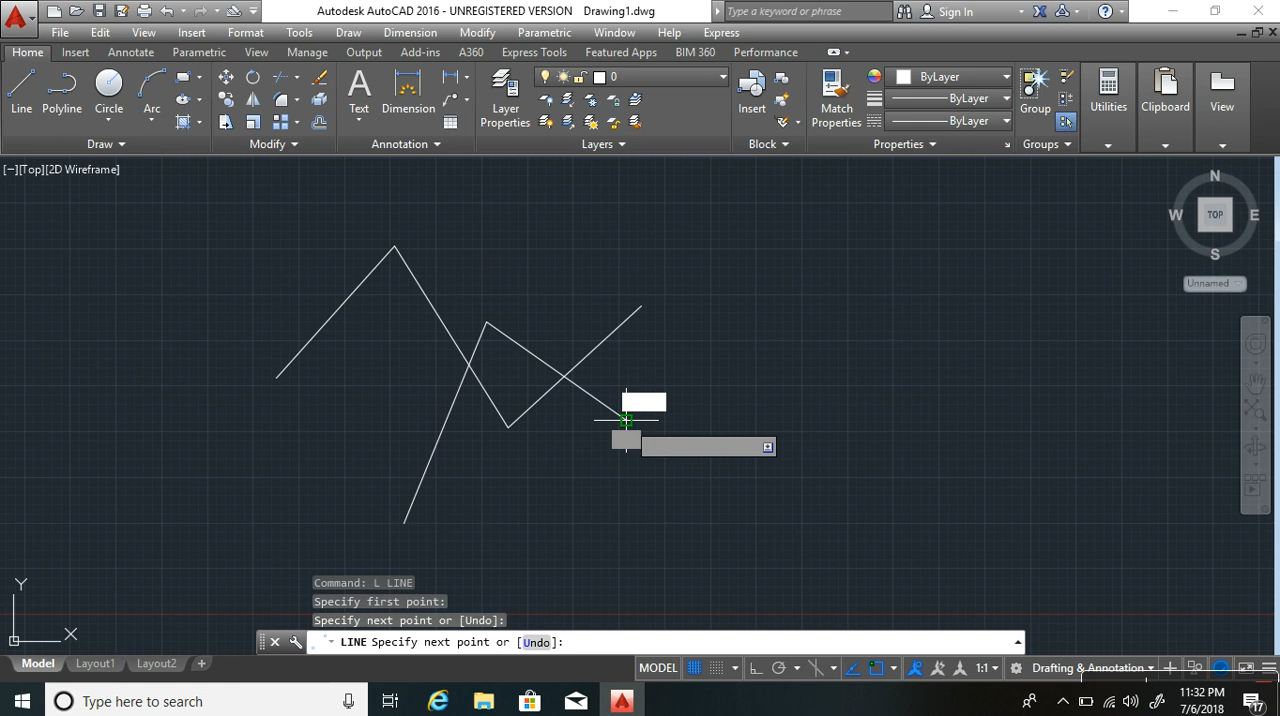 Autodesk AutoCAD 2016 - UNREGISTERED VERSION Drawing1.dwg
Type a keyword or phrase
Sign In
File Edit View Insert Format Tools Draw Dimension Modify Parametric Window Help Express
Home Insert Annotate Parametric View Manage Output Add-ins A360 Express Tools Featured Apps BIM 360 Performance
Line Polyline Circle Arc
Draw
Modify
A
Text Dimension
Annotation
Layer
Properties
0
Layers
Insert
Block
Match
Properties
ByLayer
ByLayer
ByLayer
Properties
Group
Groups
Utilities
Clipboard
View
[−][Top][2D Wireframe]
N
W TOP E
S
Unnamed
Y
X
Command: L LINE
Specify first point:
Specify next point or [Undo]:
LINE Specify next point or [Undo]:
Model Layout1 Layout2 +
MODEL 1:1 Drafting & Annotation
Type here to search
11:32 PM
7/6/2018
17